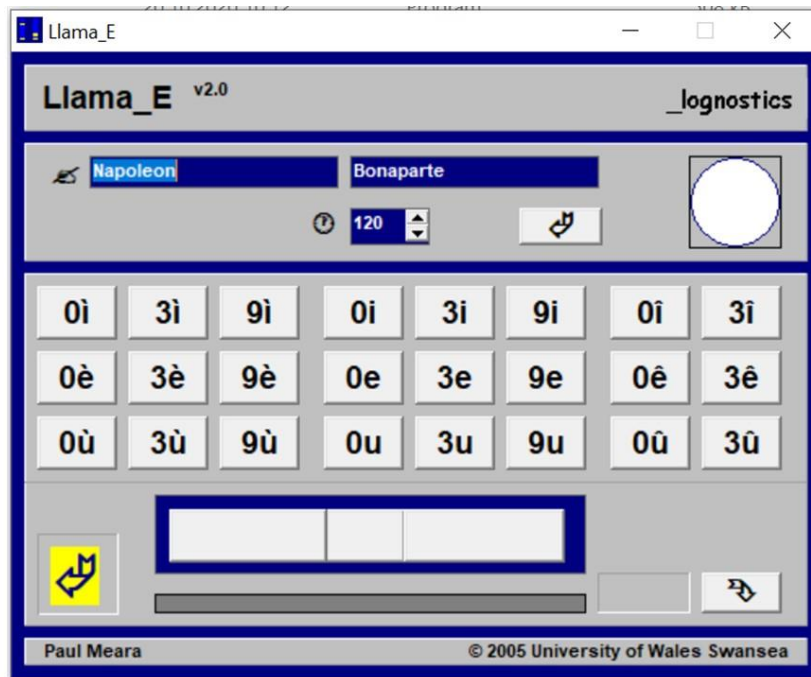 Llama_E
Llama_E v2.0 _lognostics
Napoleon Bonaparte
120
0ì 3ì 9ì 0i 3i 9i 0î 3î
0è 3è 9è 0e 3e 9e 0ê 3ê
0ù 3ù 9ù 0u 3u 9u 0û 3û
Paul Meara © 2005 University of Wales Swansea